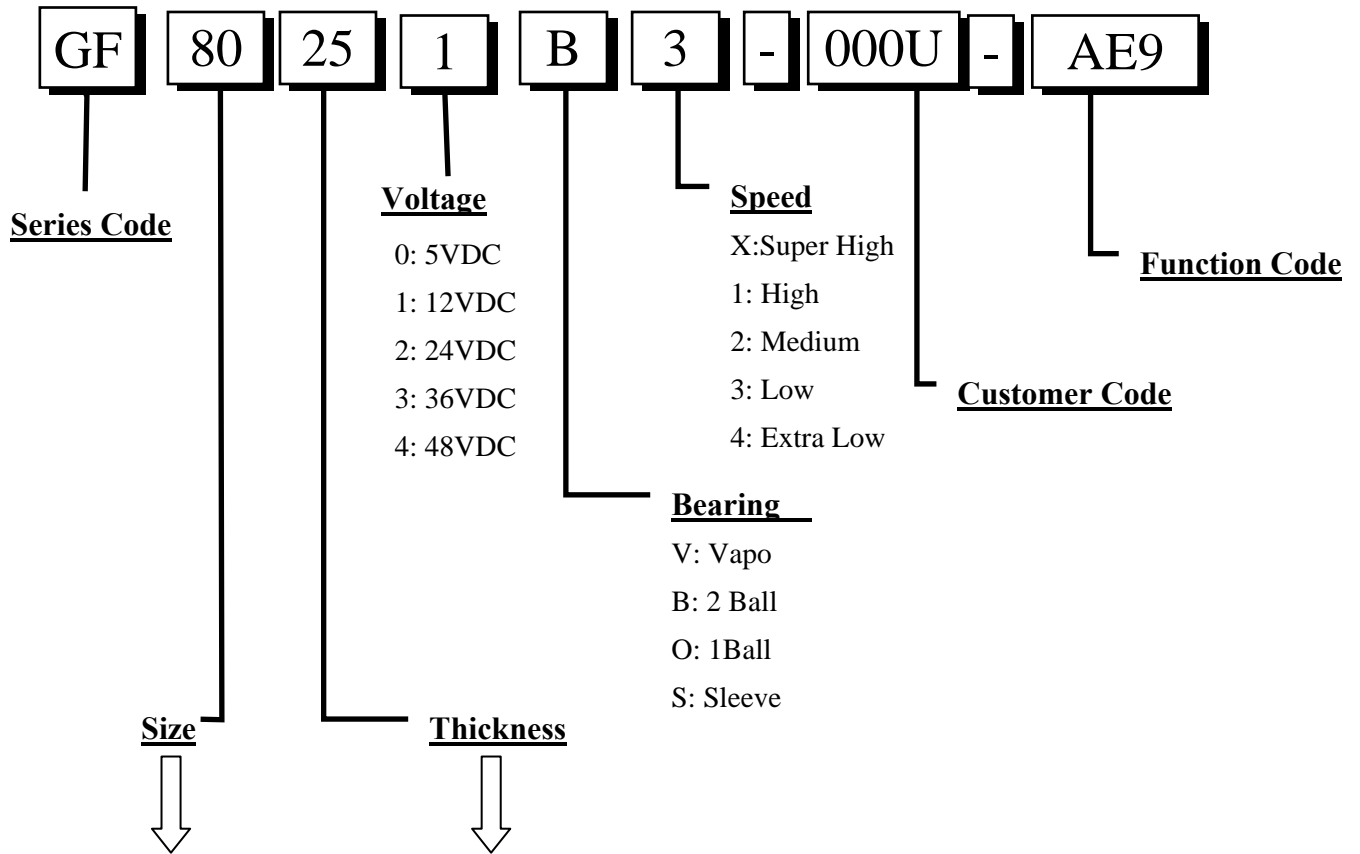 GF 80 25 1 B 3 - 000U - AE9
Series Code
Voltage
0: 5VDC
1: 12VDC
2: 24VDC
3: 36VDC
4: 48VDC
Speed
X:Super High
1: High
2: Medium
3: Low
4: Extra Low
Function Code
Customer Code
Bearing
V: Vapo
B: 2 Ball
O: 1Ball
S: Sleeve
Size
Thickness